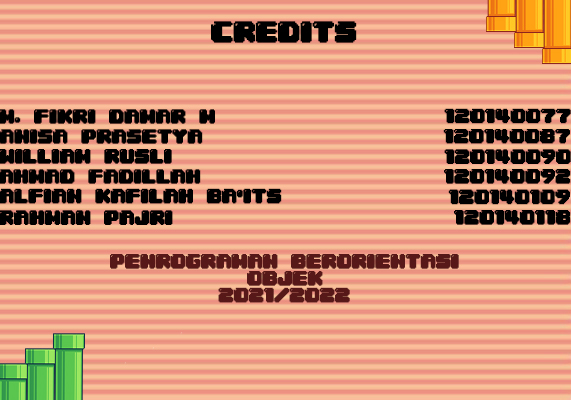 CREDITS
M. FIKRI DAMAR M 120140077
ANISA PRASETYA 120140087
WILLIAM RUSLI 120140090
AHMAD FADILLAH 120140092
ALFIAN KAFILAH BA'ITS 120140109
RAHMAN PAJRI 120140118
PEMROGRAMAN BERORIENTASI
OBJEK
2021/2022